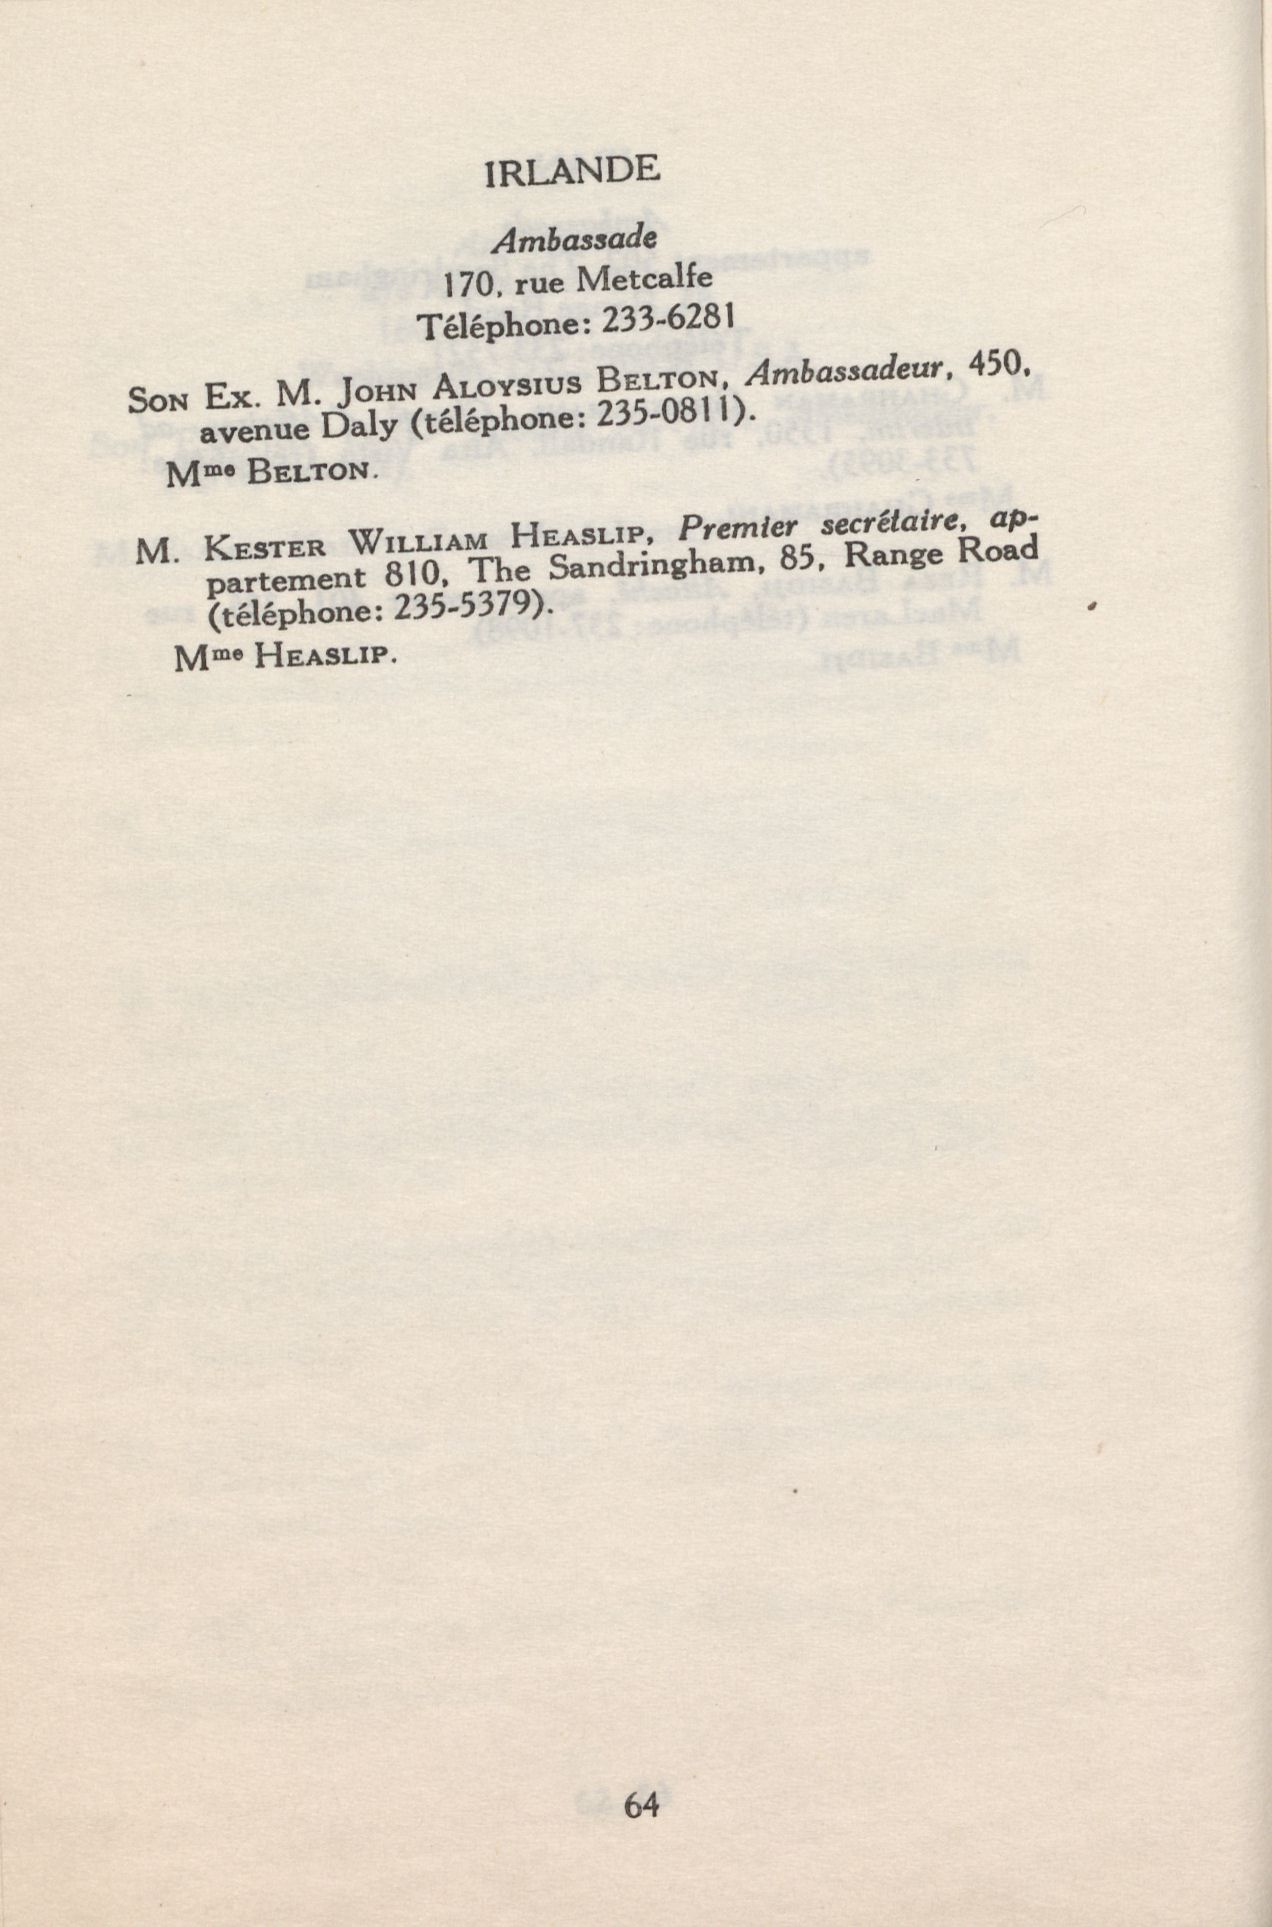 IRLANDE
Ambassade
170, rue Metcalfe
Téléphone: 233-6281
SON EX. M. JOHN ALOYSIUS BELTON, Ambassadeur, 450,
avenue Daly (téléphone: 235-0811).
Mme BELTON.
M. KESTER WILLIAM HEASLIP, Premier secrétaire, ap-
partement 810, The Sandringham, 85, Range Road
(téléphone: 235-5379).
Mme HEASLIP.
64